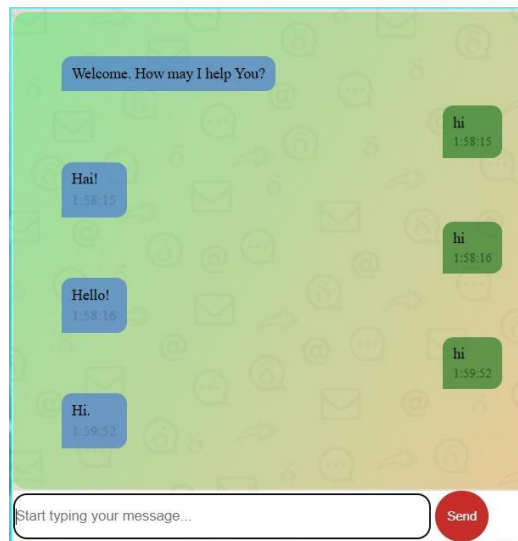 Welcome. How may I help You?
hi
1:58:15
Hai!
1:58:15
hi
1:58:16
Hello!
1:58:16
hi
1:59:52
Hi.
1:59:52
Start typing your message...
Send